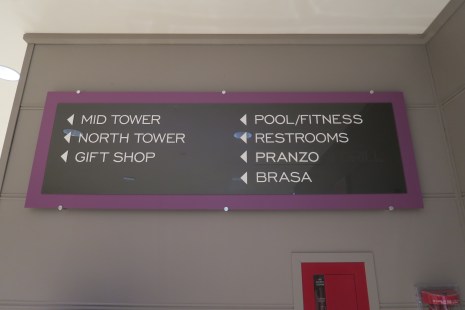 MID TOWER
NORTH TOWER
GIFT SHOP
POOL/FITNESS
RESTROOMS
PRANZO
BRASA